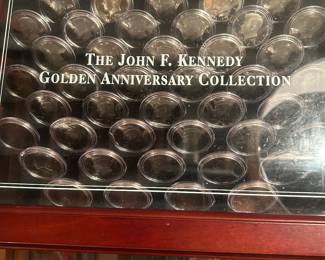 THE JOHN F. KENNEDY
GOLDEN ANNIVERSARY COLLECTION